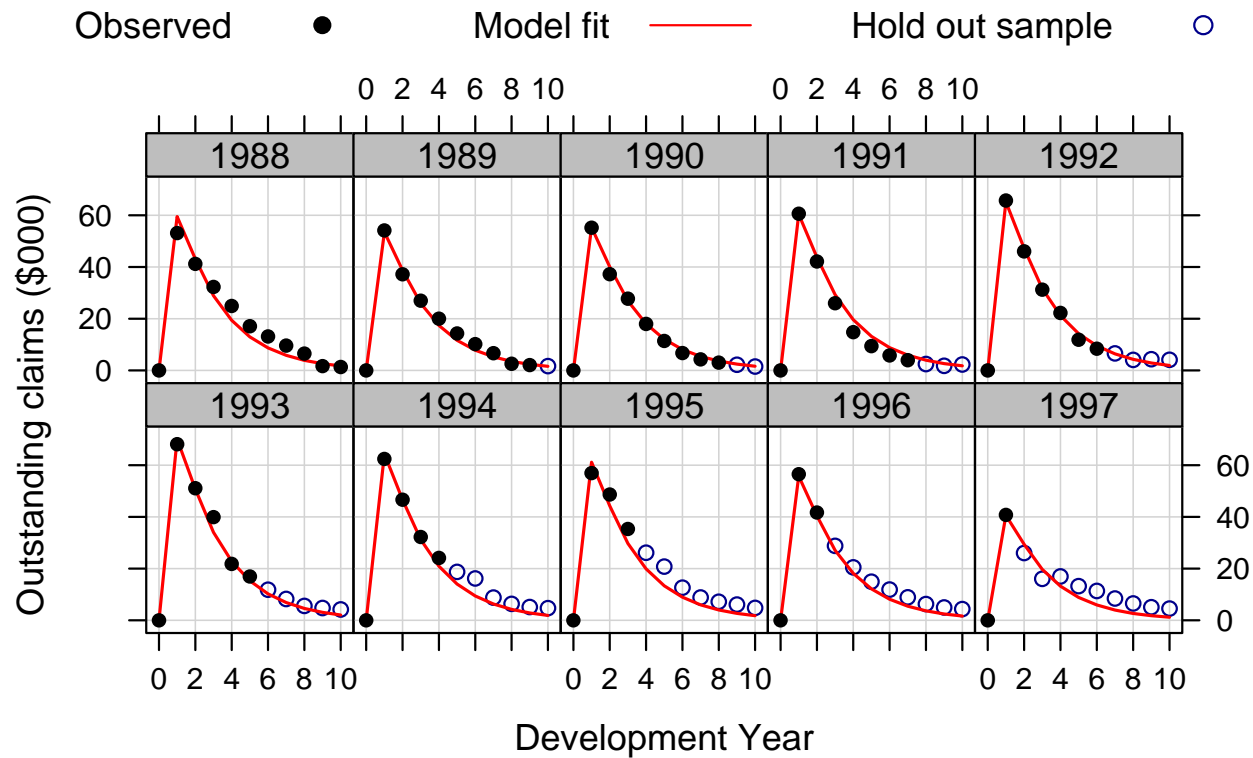 Observed Model fit Hold out sample
0 2 4 6 8 10 0 2 4 6 8 10
1988 1989 1990 1991 1992
60
40
20
0
1993 1994 1995 1996 1997
60
40
20
0
0 2 4 6 8 10 0 2 4 6 8 10 0 2 4 6 8 10
Development Year
Outstanding claims ($000)